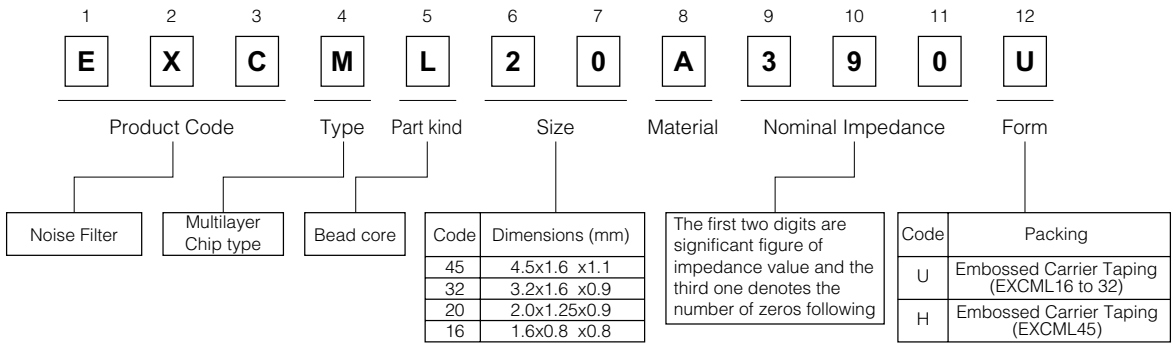 1 2 3 4 5 6 7 8 9 10 11 12
E X C M L 2 0 A 3 9 0 U
Product Code Type Part kind Size Material Nominal Impedance Form
Noise Filter
Multilayer
Chip type
Bead core
Code Dimensions (mm)
45 4.5x1.6 x1.1
32 3.2x1.6 x0.9
20 2.0x1.25x0.9
16 1.6x0.8 x0.8
The first two digits are
significant figure of
impedance value and the
third one denotes the
number of zeros following
Code Packing
U Embossed Carrier Taping
(EXCML16 to 32)
H Embossed Carrier Taping
(EXCML45)